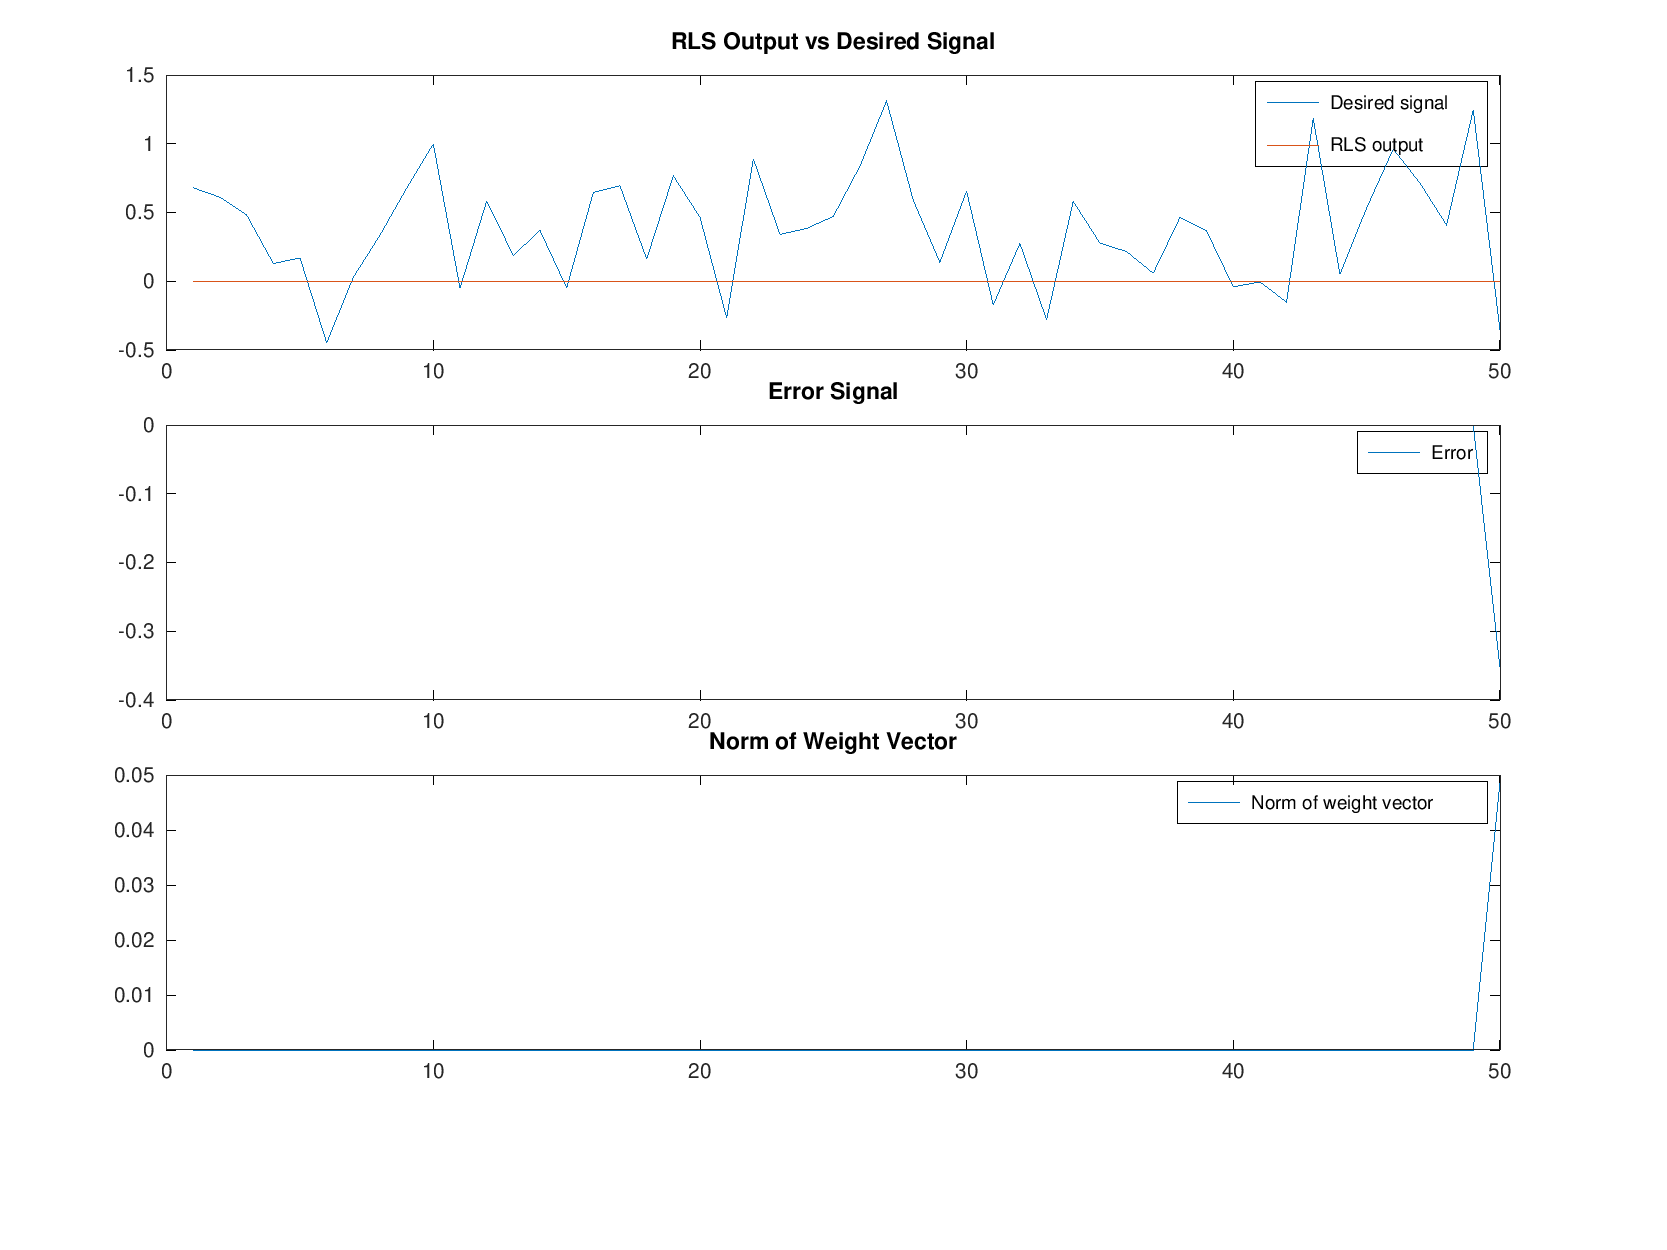 RLS Output vs Desired Signal
1.5
1
0.5
0
-0.5
Desired signal
RLS output
0 10 20 30 40 50
Error Signal
0
-0.1
-0.2
-0.3
-0.4
Error
0 10 20 30 40 50
Norm of Weight Vector
0.05
0.04
0.03
0.02
0.01
0
Norm of weight vector
0 10 20 30 40 50